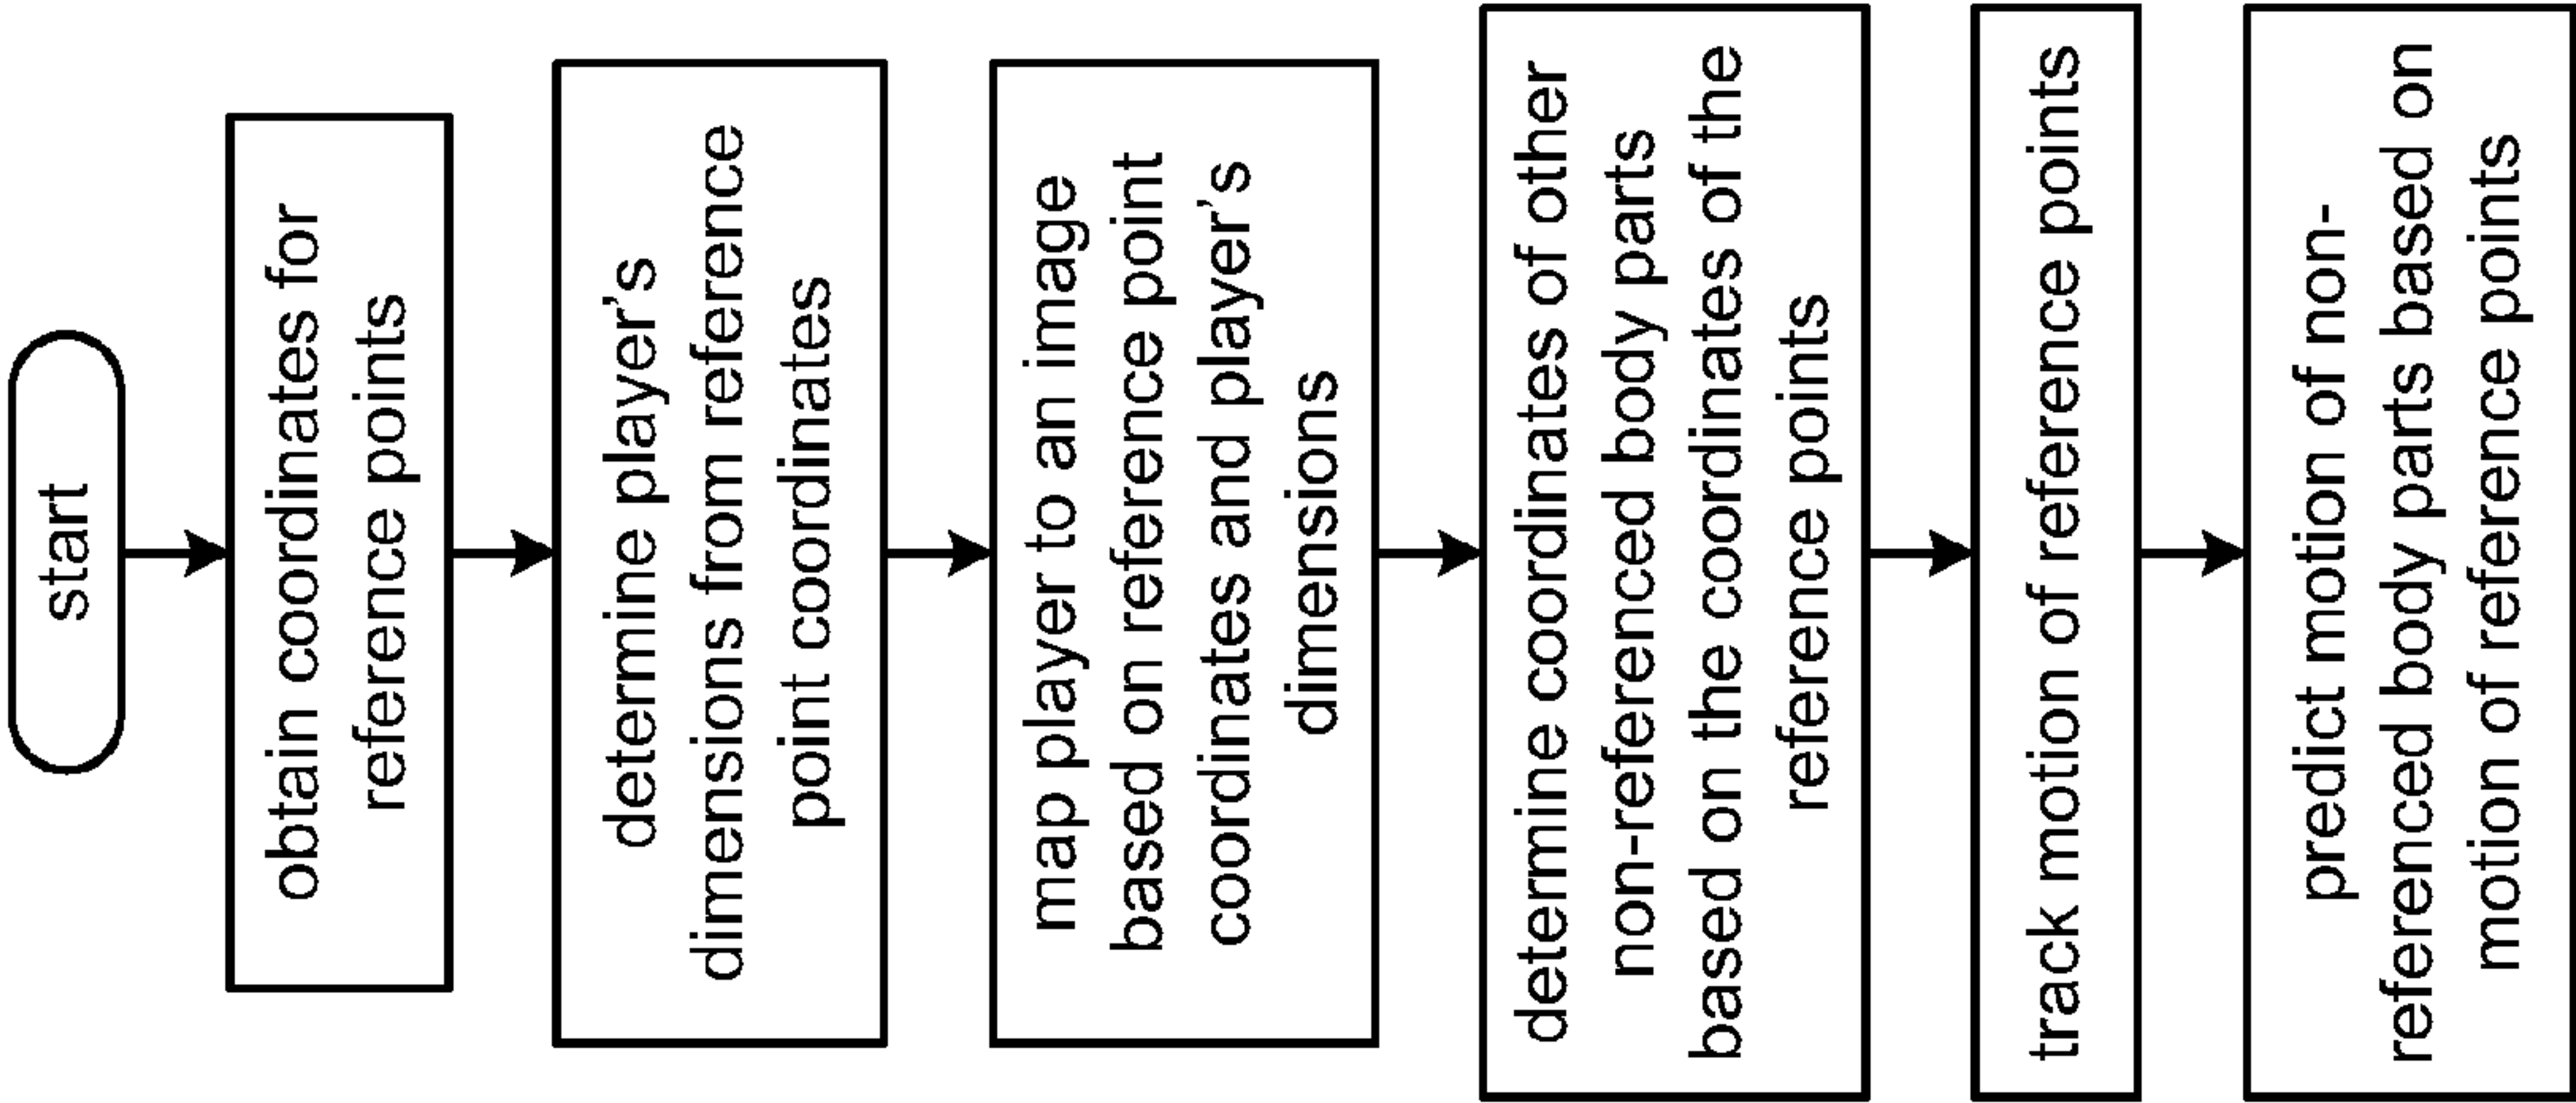 start
obtain coordinates for
reference points
determine player's
dimensions from reference
point coordinates
map player to an image
based on reference point
coordinates and player's
dimensions
determine coordinates of other
non-referenced body parts
based on the coordinates of the
reference points
track motion of reference points
predict motion of non-
referenced body parts based on
motion of reference points